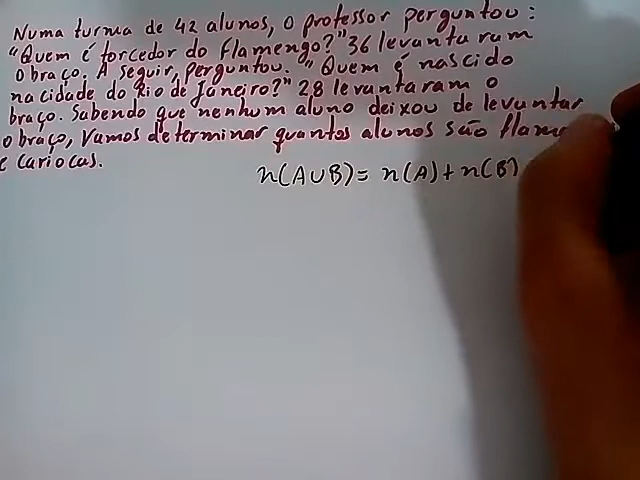 Numa turma de 42 alunos, o professor perguntou:
"Quem é torcedor do flamengo?" 36 levantaram
o braço. A seguir, perguntou: "Quem é nascido
na cidade do Rio de Janeiro?" 28 levantaram o
braço. Sabendo que nenhum aluno deixou de levantar
o braço, vamos determinar quantos alunos são flame
e cariocas.
n(A∪B)= n(A)+n(B)